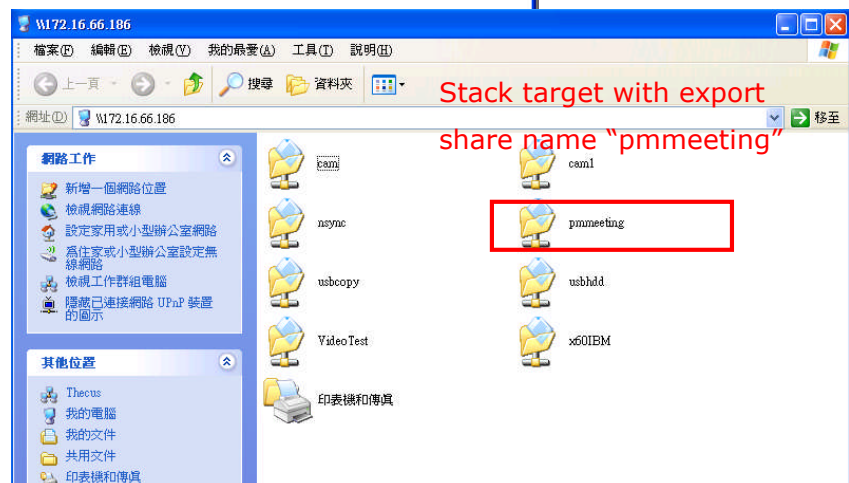 \\172.16.66.186
檔案(F) 編輯(E) 檢視(V) 我的最愛(A) 工具(T) 說明(H)
上一頁 搜尋 資料夾
Stack target with export
網址(D) \\172.16.66.186 移至
share name “pmmeeting”
網路工作
新增一個網路位置
檢視網路連線
設定家用或小型辦公室網路
為住家或小型辦公室設定無
線網路
檢視工作群組電腦
隱藏已連接網路 UPnP 裝置
的圖示
其他位置
Thecus
我的電腦
我的文件
共用文件
印表機和傳真
cam
cam1
nsync
pmmeeting
usbcopy
usbhdd
VideoTest
x60IBM
印表機和傳真